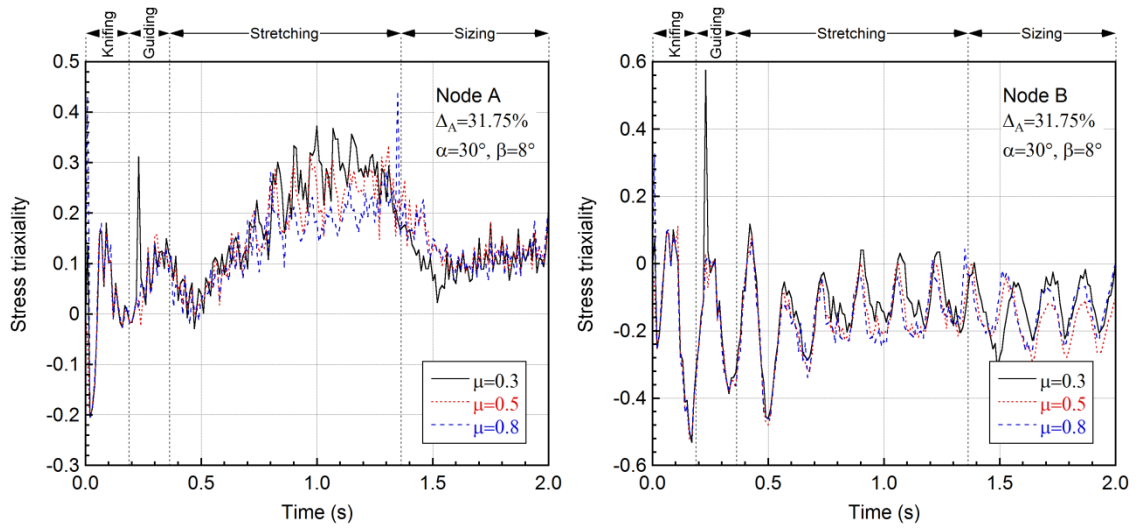 Knifing
Guiding
Stretching
Sizing
0.5
0.4
0.3
0.2
0.1
0
-0.1
-0.2
-0.3
Stress triaxiality
Node A
Δ_A=31.75%
α=30°, β=8°
μ=0.3
μ=0.5
μ=0.8
0.0 0.5 1.0 1.5 2.0
Time (s)
Knifing
Guiding
Stretching
Sizing
0.6
0.4
0.2
0
-0.2
-0.4
-0.6
Stress triaxiality
Node B
Δ_A=31.75%
α=30°, β=8°
μ=0.3
μ=0.5
μ=0.8
0.0 0.5 1.0 1.5 2.0
Time (s)